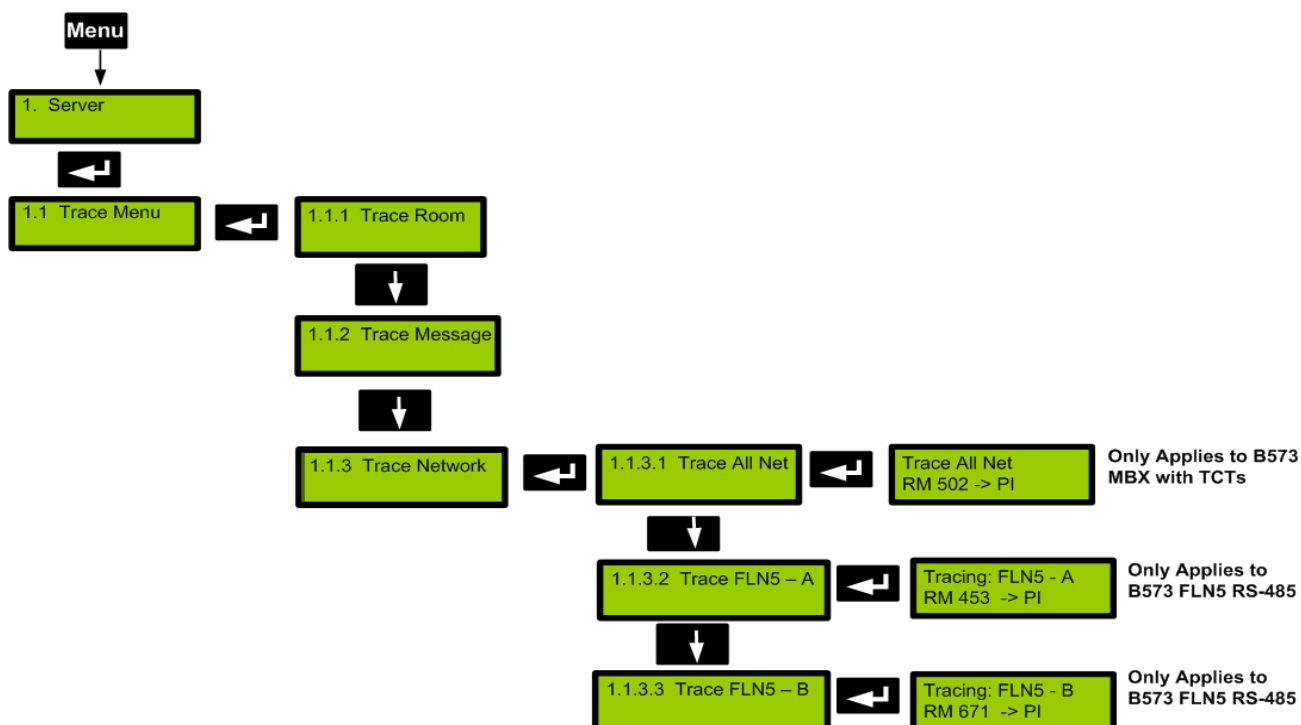 Menu
1. Server
1.1 Trace Menu
1.1.1 Trace Room
1.1.2 Trace Message
1.1.3 Trace Network
1.1.3.1 Trace All Net
Trace All Net
RM 502 -> PI
Only Applies to B573
MBX with TCTs
1.1.3.2 Trace FLN5 – A
Tracing: FLN5 - A
RM 453 -> PI
Only Applies to
B573 FLN5 RS-485
1.1.3.3 Trace FLN5 – B
Tracing: FLN5 - B
RM 671 -> PI
Only Applies to
B573 FLN5 RS-485